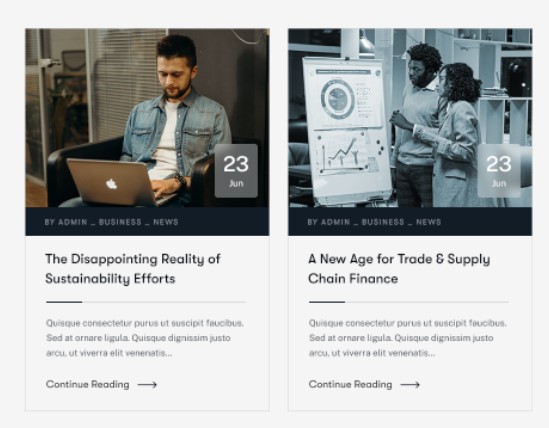 23
Jun
BY ADMIN _ BUSINESS _ NEWS
The Disappointing Reality of
Sustainability Efforts
Quisque consectetur purus ut suscipit faucibus.
Sed at ornare ligula. Quisque dignissim justo
arcu, ut viverra elit venenatis...
Continue Reading
23
Jun
BY ADMIN _ BUSINESS _ NEWS
A New Age for Trade & Supply
Chain Finance
Quisque consectetur purus ut suscipit faucibus.
Sed at ornare ligula. Quisque dignissim justo
arcu, ut viverra elit venenatis...
Continue Reading